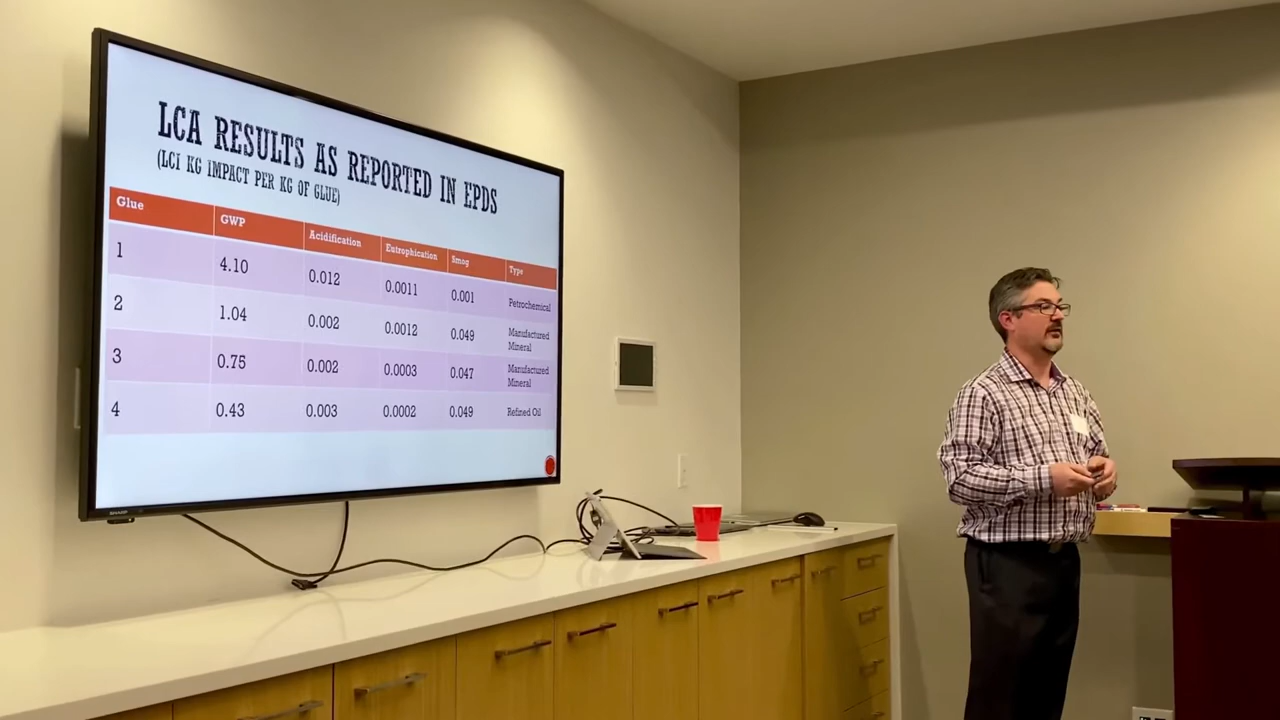 LCA RESULTS AS REPORTED IN EPDS
(LCI KG IMPACT PER KG OF GLUE)
Glue GWP Acidification Eutrophication Smog Type
1 4.10 0.012 0.0011 0.001 Petrochemical
2 1.04 0.002 0.0012 0.049 Manufactured Mineral
3 0.75 0.002 0.0003 0.047 Manufactured Mineral
4 0.43 0.003 0.0002 0.049 Refined Oil
SHARP